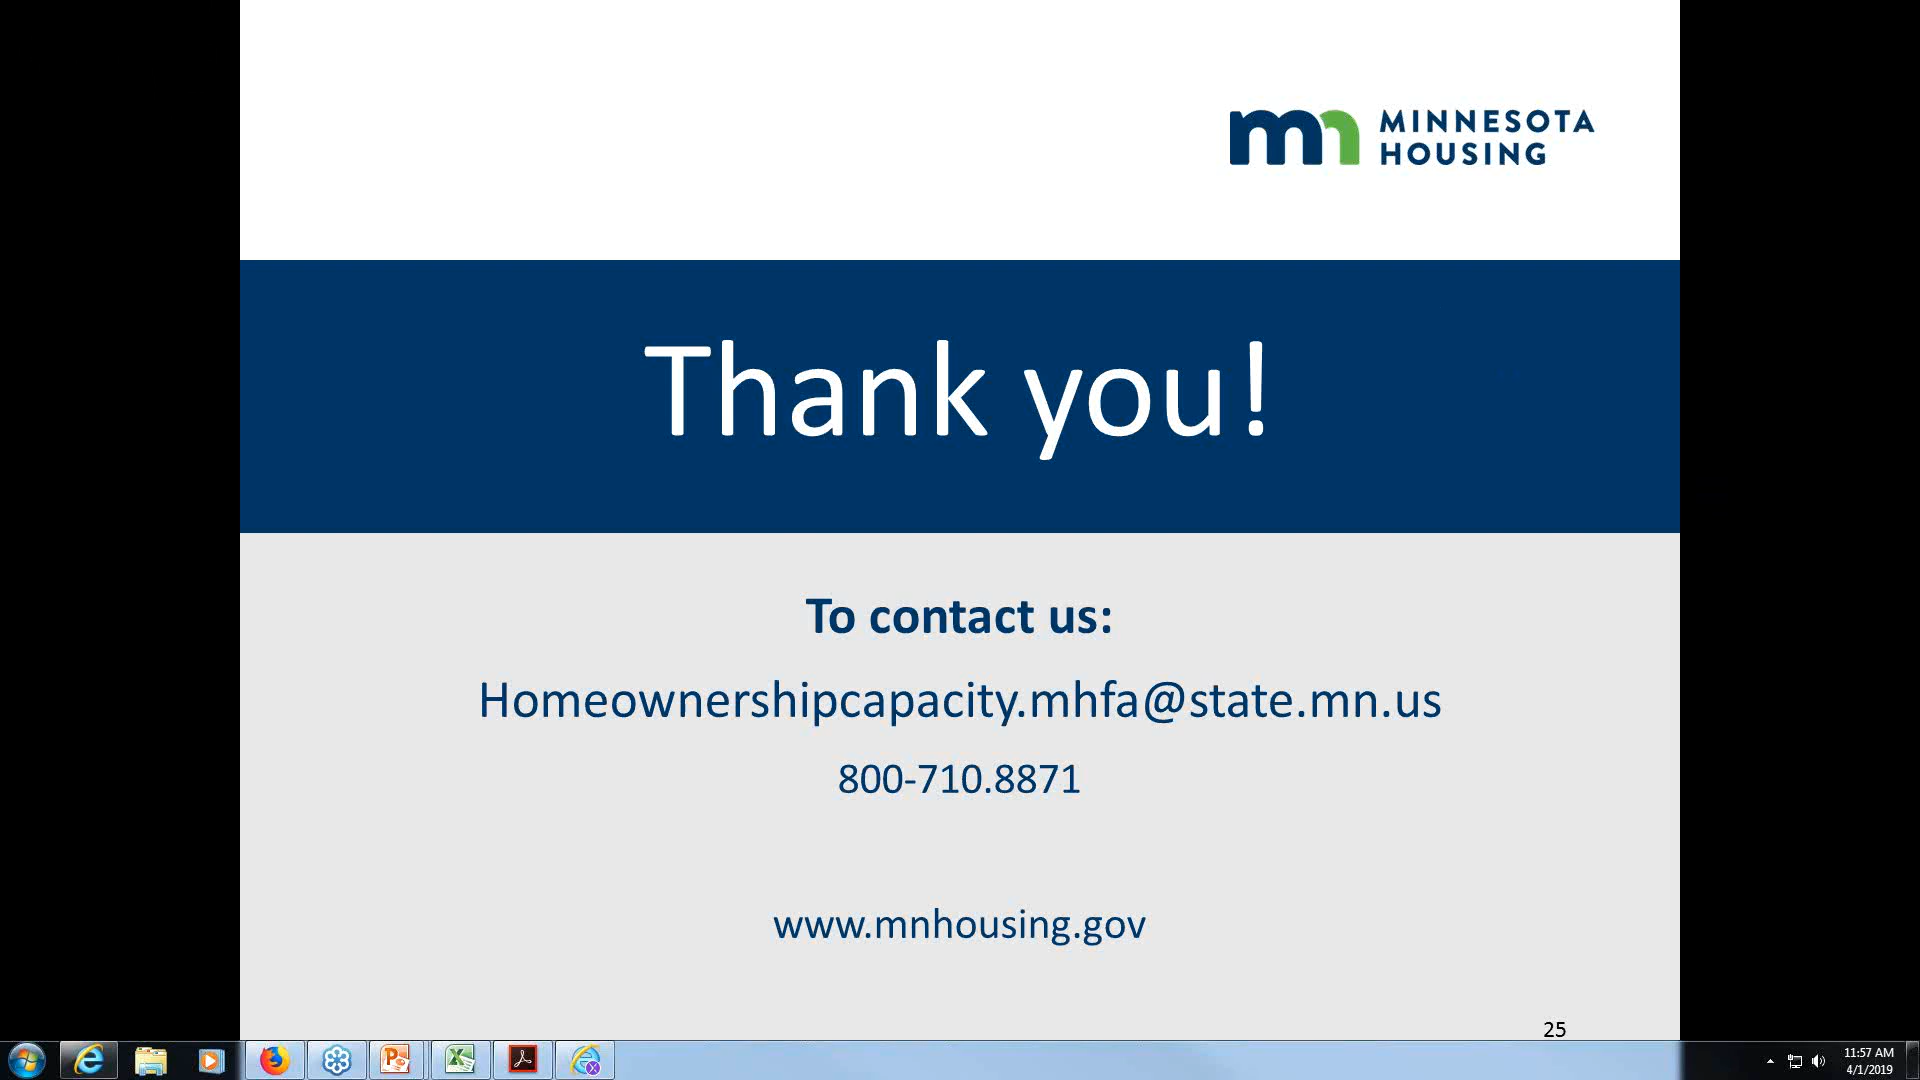 mn MINNESOTA
HOUSING
Thank you!
To contact us:
Homeownershipcapacity.mhfa@state.mn.us
800-710.8871
www.mnhousing.gov
25
11:57 AM
4/1/2019